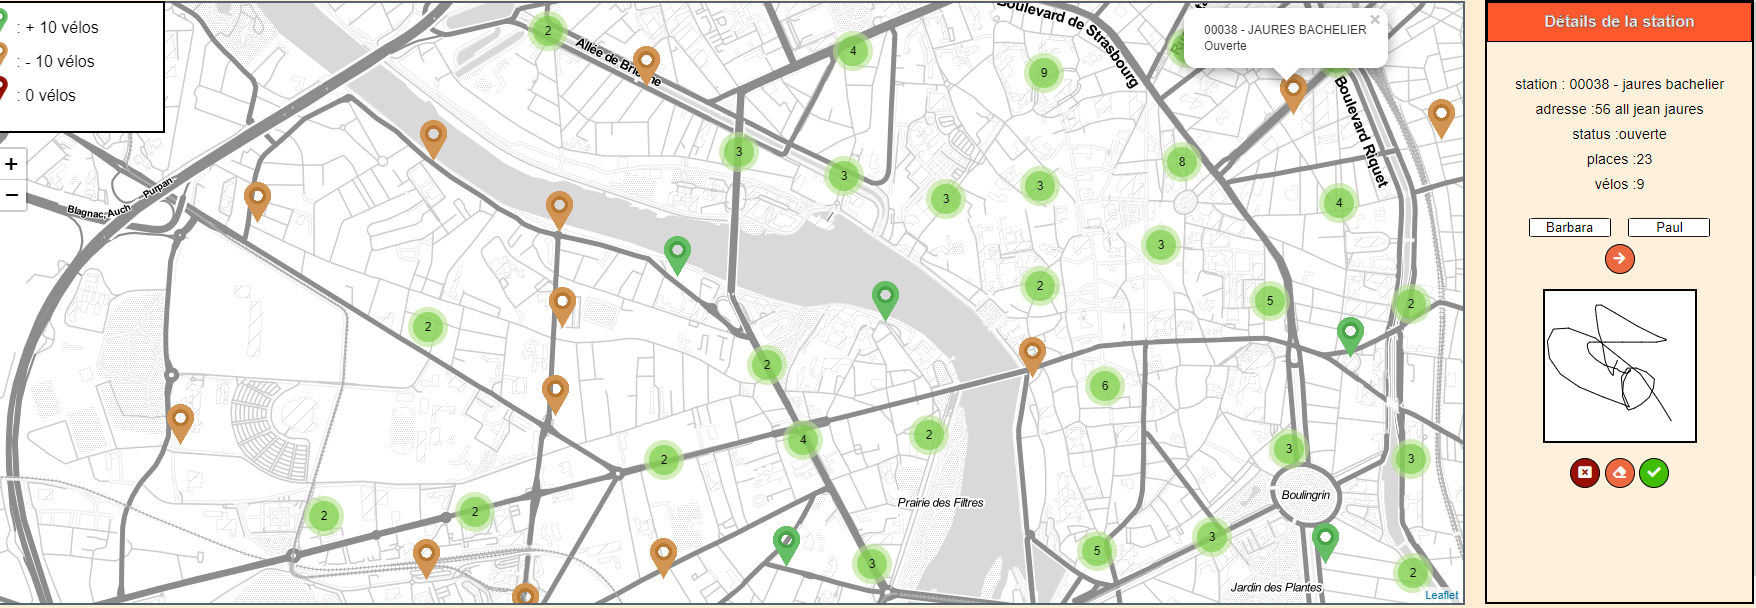 : + 10 vélos
: - 10 vélos
: 0 vélos
+
−
Purpan
Blagnac, Auch
Allée de Brienne
Boulevard de Strasbourg
00038 - JAURES BACHELIER
Ouverte
×
Boulevard Riquet
2
4
9
3
3
8
3
3
4
3
2
5
2
2
2
6
4
2
2
3
3
2
2
5
3
3
2
Prairie des Filtres
Boulingrin
Jardin des Plantes
Leaflet
Détails de la station
station : 00038 - jaures bachelier
adresse :56 all jean jaures
status :ouverte
places :23
vélos :9
Barbara Paul